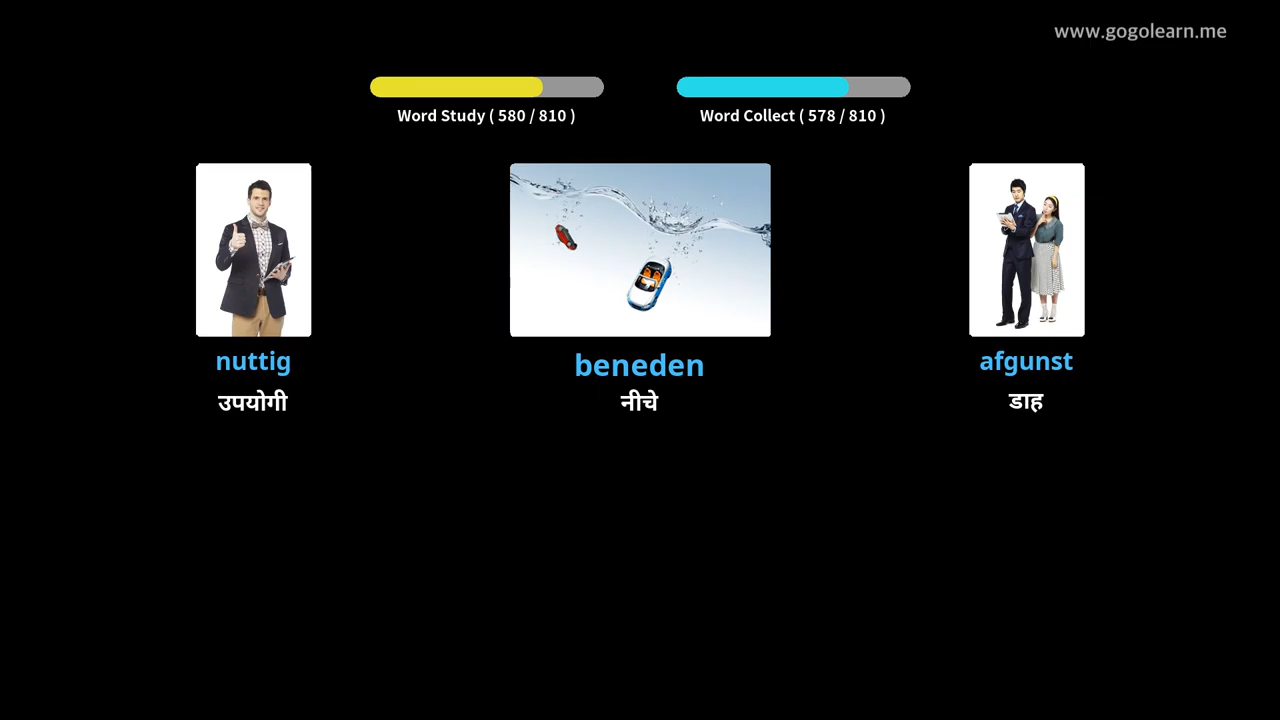 www.gogolearn.me
Word Study ( 580 / 810 )
Word Collect ( 578 / 810 )
nuttig
beneden
afgunst
उपयोगी
नीचे
डाह